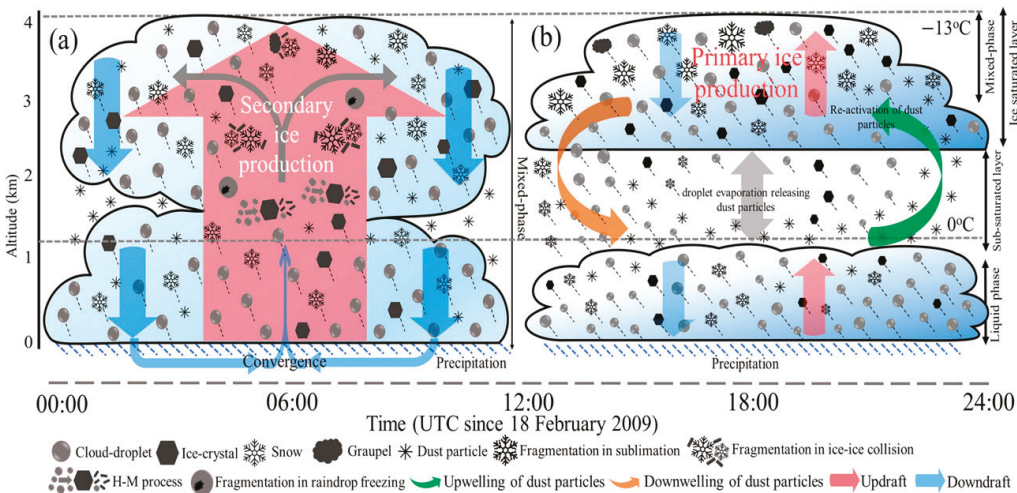 4
3
2
1
0
Altitude (km)
(a)
Secondary
ice
production
Convergence
Precipitation
Mixed-phase
(b)
Primary ice
production
−13°C
Re-activation of dust
particles
droplet evaporation releasing
dust particles
0°C
Precipitation
Mixed-phase
Ice saturated layer
Sub-saturated layer
Liquid phase
00:00 06:00 12:00 18:00 24:00
Time (UTC since 18 February 2009)
Cloud-droplet Ice-crystal Snow Graupel Dust particle Fragmentation in sublimation Fragmentation in ice-ice collision
H-M process Fragmentation in raindrop freezing Upwelling of dust particles Downwelling of dust particles Updraft Downdraft